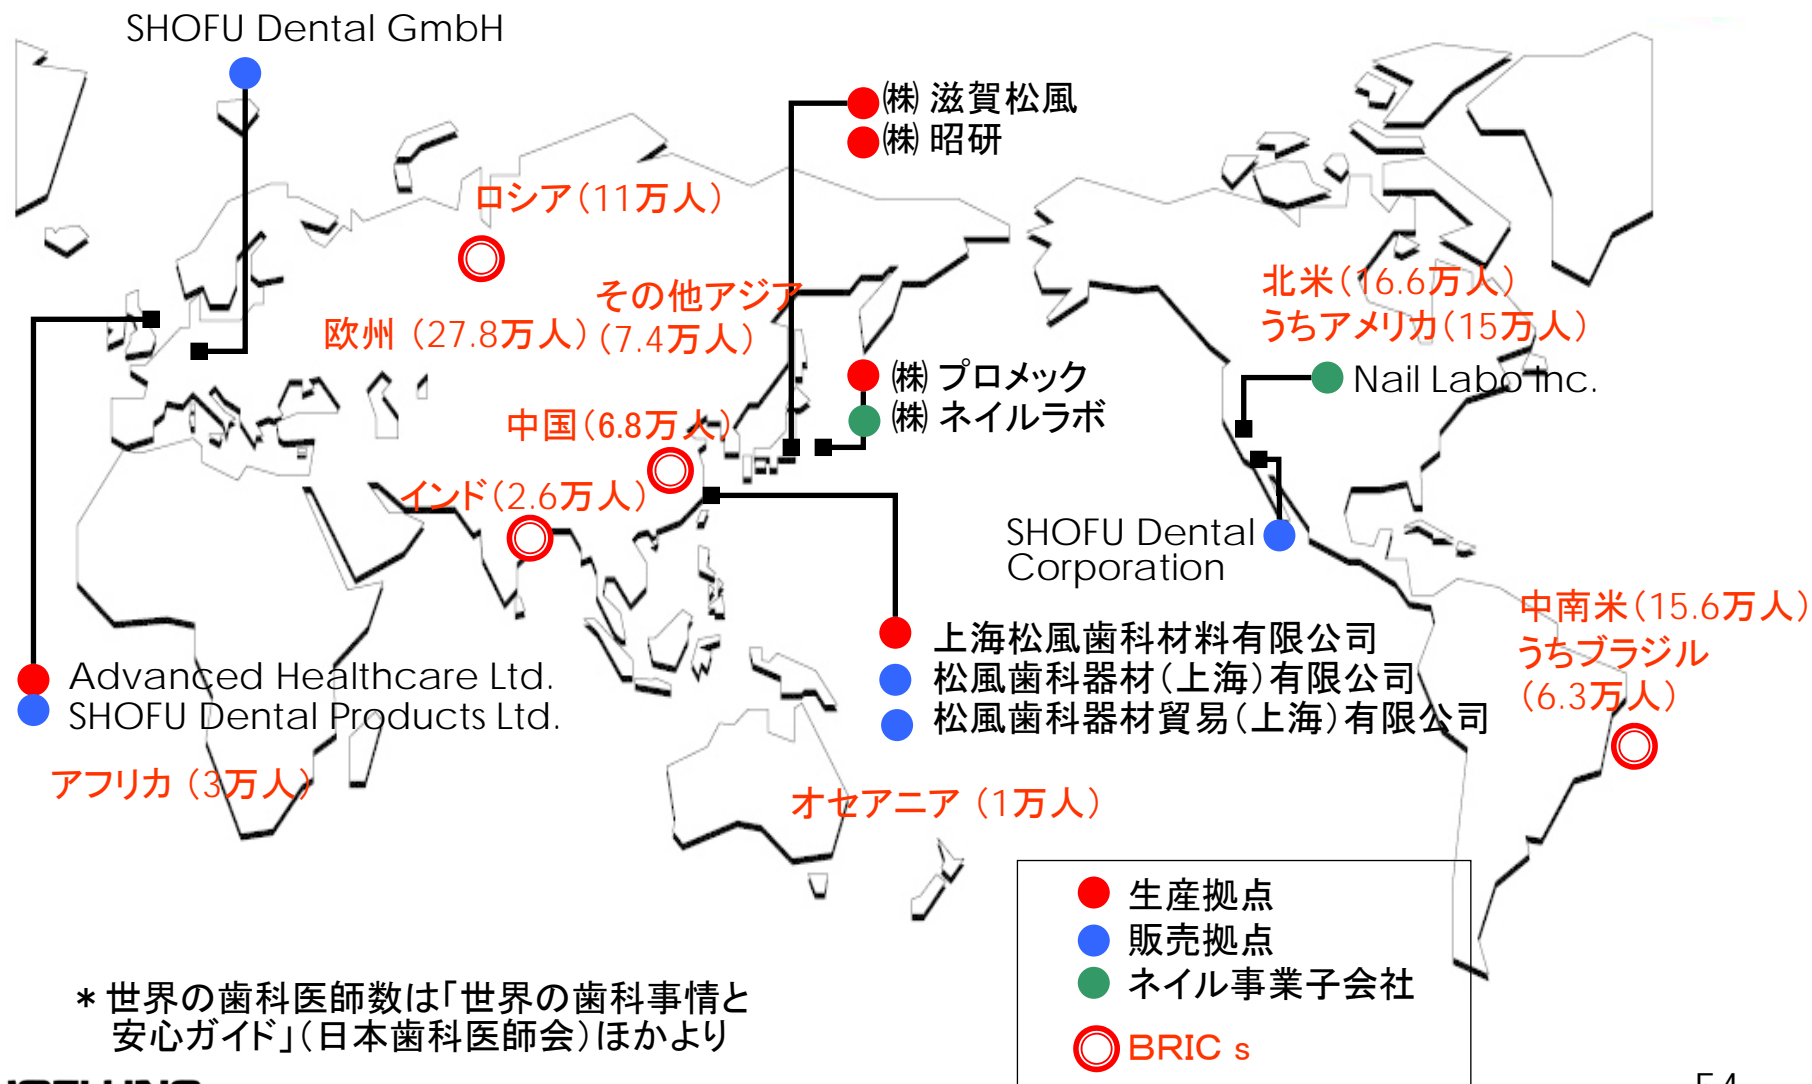 SHOFU Dental GmbH
㈱ 滋賀松風
㈱ 昭研
ロシア（11万人）
その他アジア
（7.4万人）
欧州 （27.8万人）
北米（16.6万人）
うちアメリカ（15万人）
㈱ プロメック
㈱ ネイルラボ
Nail Labo Inc.
中国（6.8万人）
インド（2.6万人）
SHOFU Dental
Corporation
中南米（15.6万人）
うちブラジル
（6.3万人）
上海松風歯科材料有限公司
松風歯科器材（上海）有限公司
松風歯科器材貿易（上海）有限公司
Advanced Healthcare Ltd.
SHOFU Dental Products Ltd.
アフリカ （3万人）
オセアニア （1万人）
生産拠点
販売拠点
ネイル事業子会社
BRIC s
* 世界の歯科医師数は「世界の歯科事情と
安心ガイド」（日本歯科医師会）ほかより